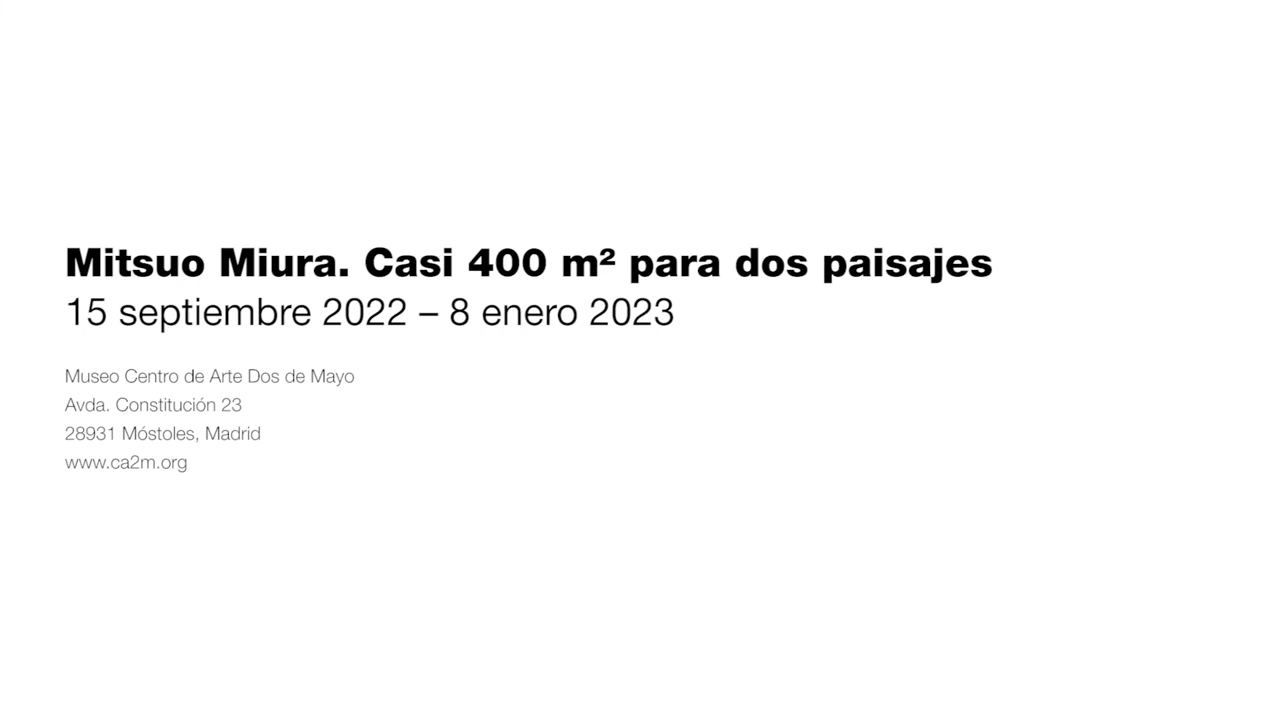 Mitsuo Miura. Casi 400 m² para dos paisajes
15 septiembre 2022 – 8 enero 2023
Museo Centro de Arte Dos de Mayo
Avda. Constitución 23
28931 Móstoles, Madrid
www.ca2m.org